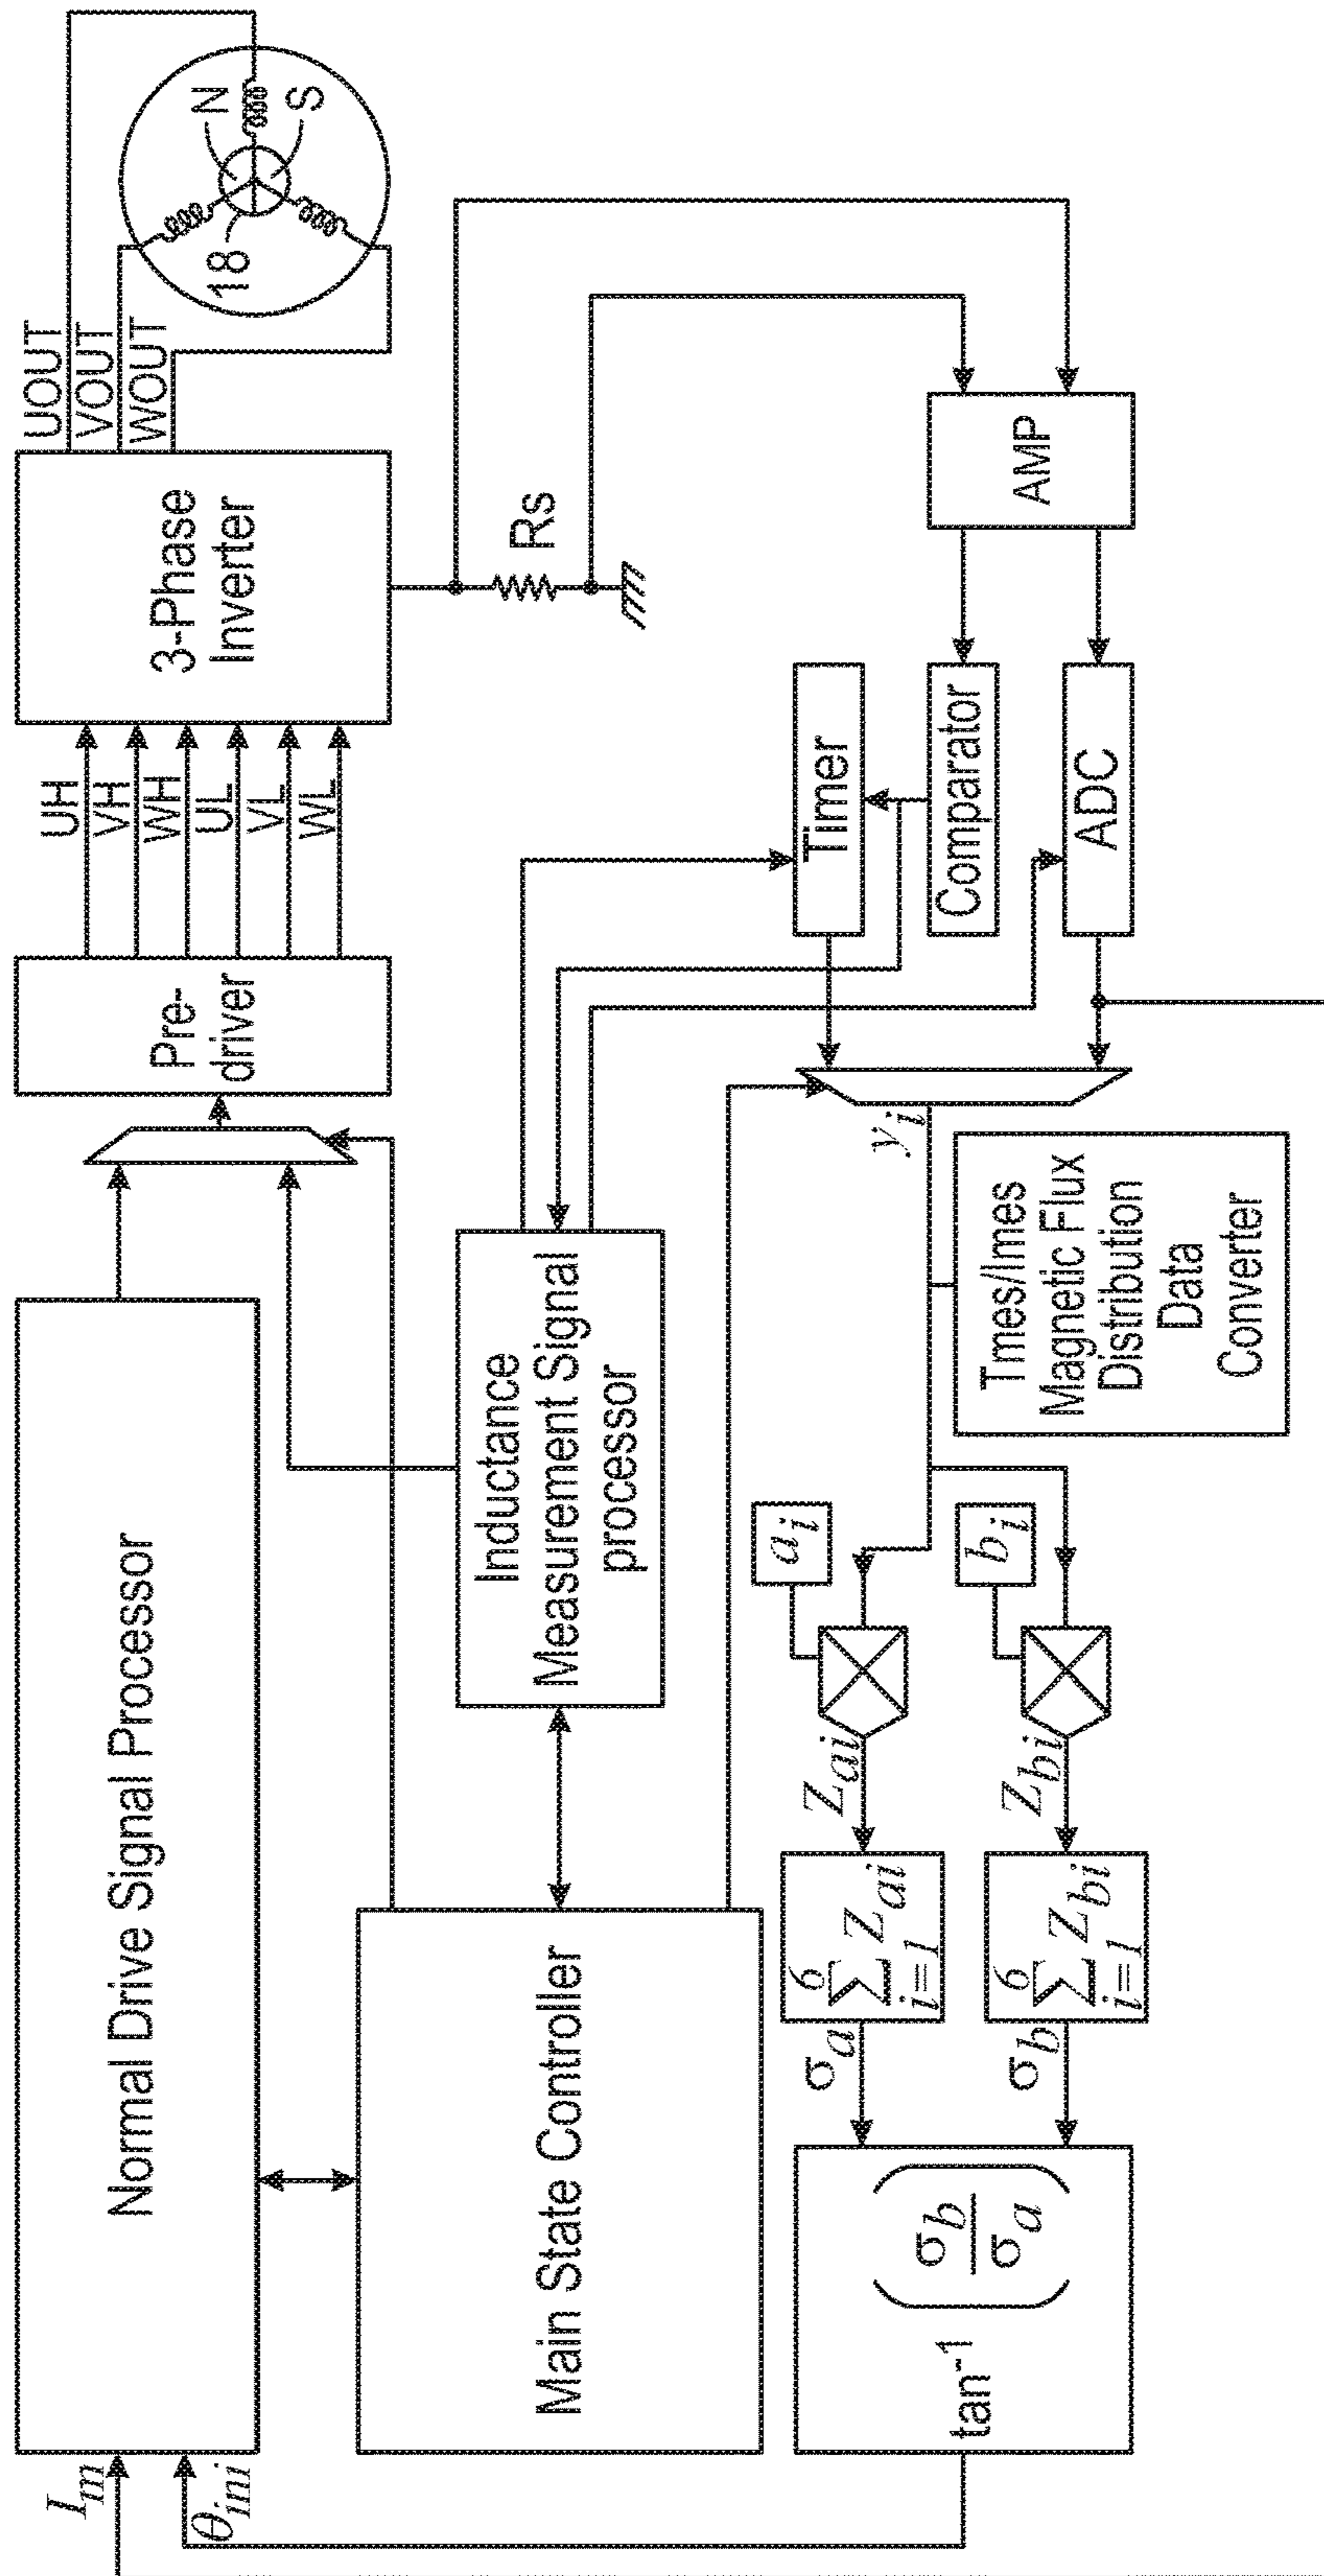 I_m
θ_ini
Normal Drive Signal Processor
Pre-
driver
UH
VH
WH
UL
VL
WL
3-Phase
Inverter
UOUT
VOUT
WOUT
N
S
18
Rs
Main State Controller
Inductance
Measurement Signal
processor
Timer
Comparator
ADC
AMP
y_i
Tmes/Imes
Magnetic Flux
Distribution
Data
Converter
a_i
b_i
Z_ai
Z_bi
6
∑ Z_ai
i=1
6
∑ Z_bi
i=1
σ_a
σ_b
tan⁻¹ (σ_b / σ_a)